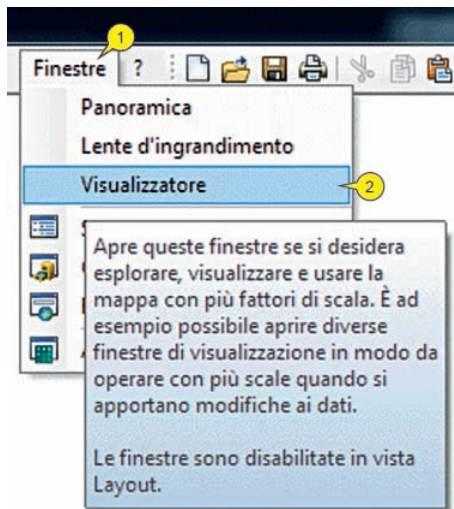 1
Finestre ?
Panoramica
Lente d'ingrandimento
Visualizzatore 2
Apre queste finestre se si desidera
esplorare, visualizzare e usare la
mappa con più fattori di scala. È ad
esempio possibile aprire diverse
finestre di visualizzazione in modo da
operare con più scale quando si
apportano modifiche ai dati.
Le finestre sono disabilitate in vista
Layout.